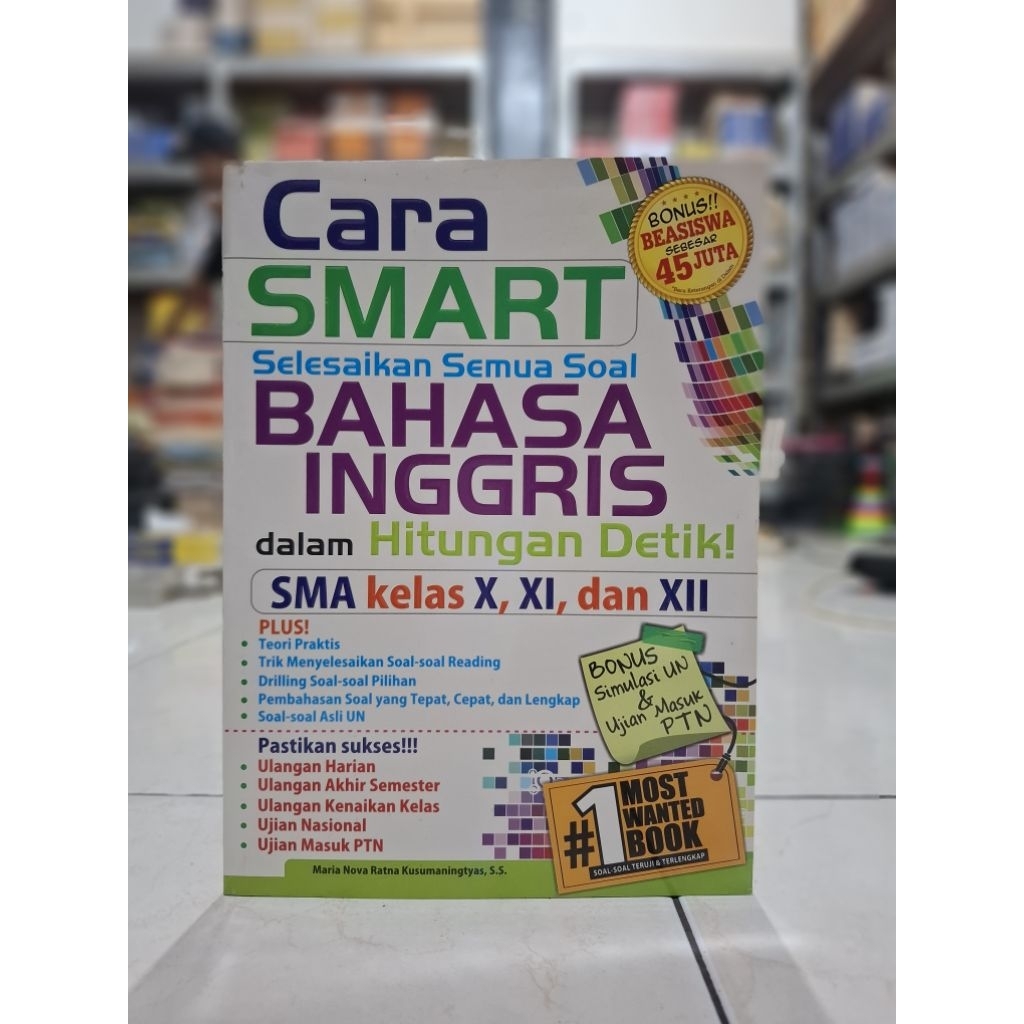 Cara
SMART
Selesaikan Semua Soal
BAHASA
INGGRIS
dalam Hitungan Detik!
SMA kelas X, XI, dan XII
BONUS!!
BEASISWA
SEBESAR
45 JUTA
*Baca Keterangan di Dalam
PLUS!
• Teori Praktis
• Trik Menyelesaikan Soal-soal Reading
• Drilling Soal-soal Pilihan
• Pembahasan Soal yang Tepat, Cepat, dan Lengkap
• Soal-soal Asli UN
BONUS
Simulasi UN
&
Ujian Masuk
PTN
Pastikan sukses!!!
• Ulangan Harian
• Ulangan Akhir Semester
• Ulangan Kenaikan Kelas
• Ujian Nasional
• Ujian Masuk PTN
#1 MOST
WANTED
BOOK
SOAL-SOAL TERUJI & TERLENGKAP
Maria Nova Ratna Kusumaningtyas, S.S.